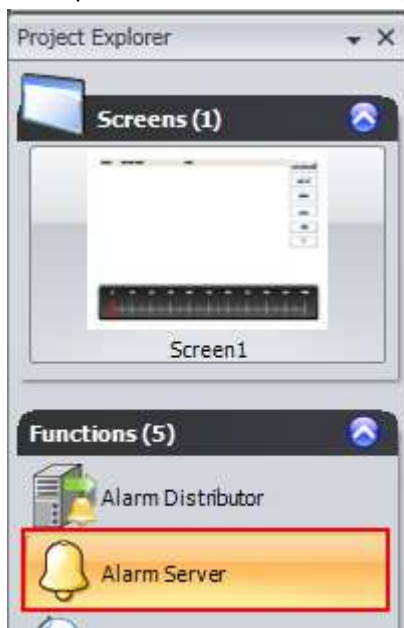 Project Explorer
Screens (1)
Screen1
Functions (5)
Alarm Distributor
Alarm Server